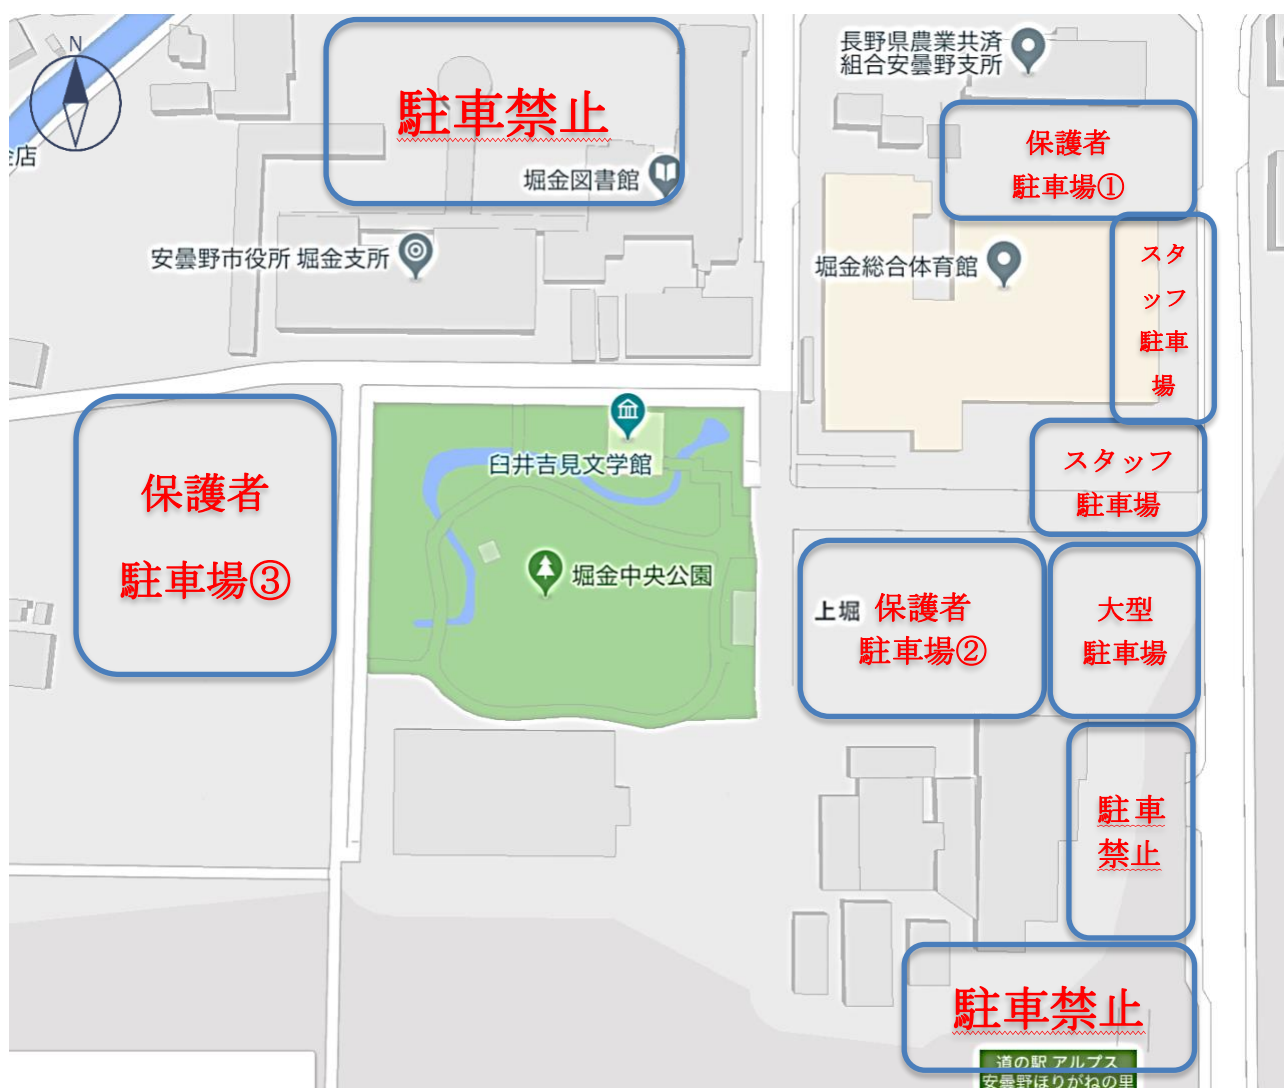 N
金店
駐車禁止
堀金図書館
安曇野市役所 堀金支所
長野県農業共済
組合安曇野支所
保護者
駐車場①
堀金総合体育館
スタ
ッフ
駐車
場
臼井吉見文学館
スタッフ
駐車場
保護者
駐車場③
堀金中央公園
上堀
保護者
駐車場②
大型
駐車場
駐車
禁止
駐車禁止
道の駅 アルプス
安曇野ほりがねの里